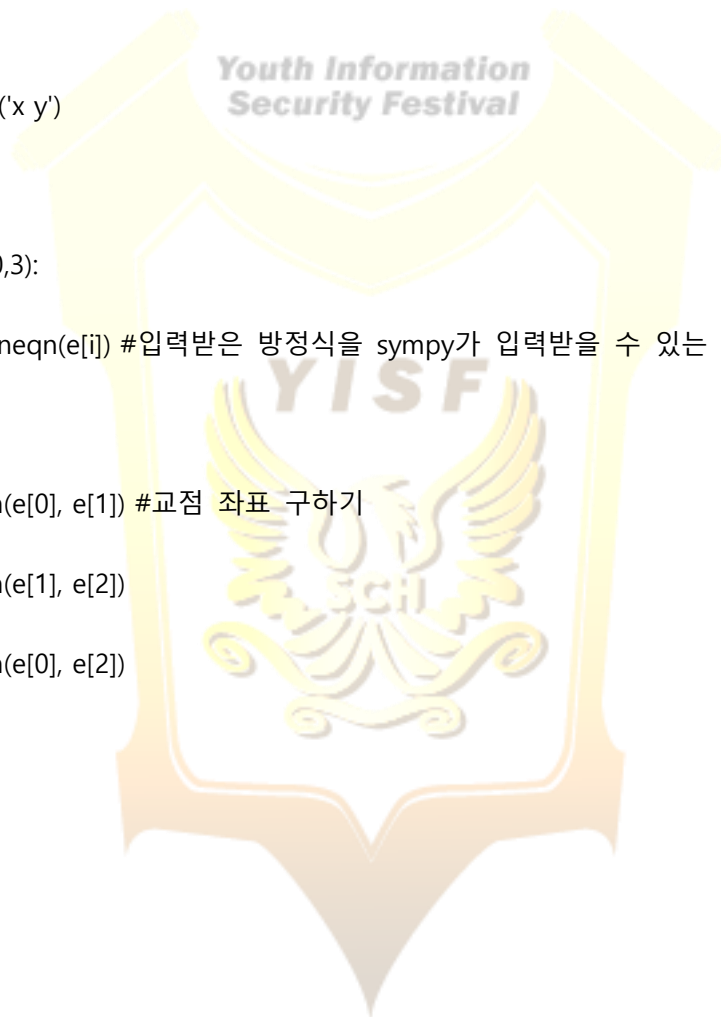 Youth Information
Security Festival
('x y')
0,3):
neqn(e[i]) #입력받은 방정식을 sympy가 입력받을 수 있는
YISF
n(e[0], e[1]) #교점 좌표 구하기
n(e[1], e[2])
SCH
n(e[0], e[2])